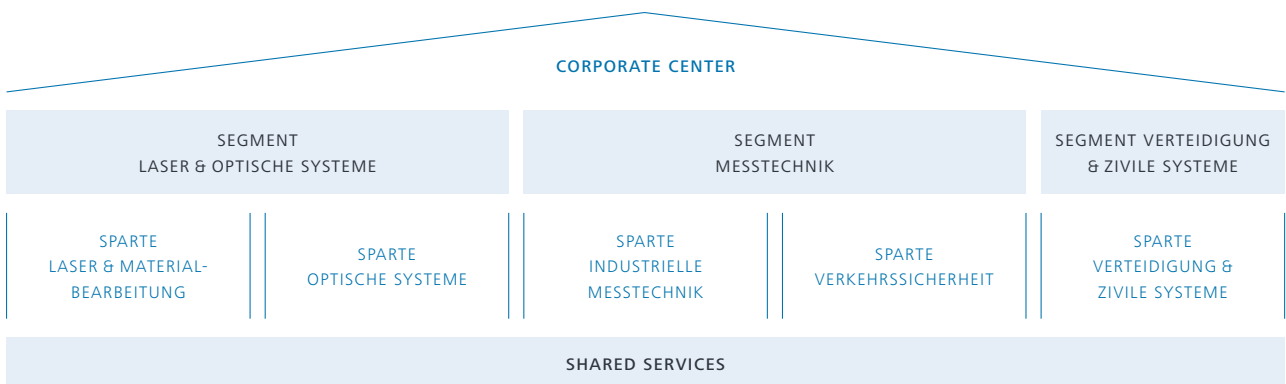 CORPORATE CENTER
SEGMENT
LASER & OPTISCHE SYSTEME
SEGMENT
MESSTECHNIK
SEGMENT VERTEIDIGUNG
& ZIVILE SYSTEME
SPARTE
LASER & MATERIAL-
BEARBEITUNG
SPARTE
OPTISCHE SYSTEME
SPARTE
INDUSTRIELLE
MESSTECHNIK
SPARTE
VERKEHRSSICHERHEIT
SPARTE
VERTEIDIGUNG &
ZIVILE SYSTEME
SHARED SERVICES